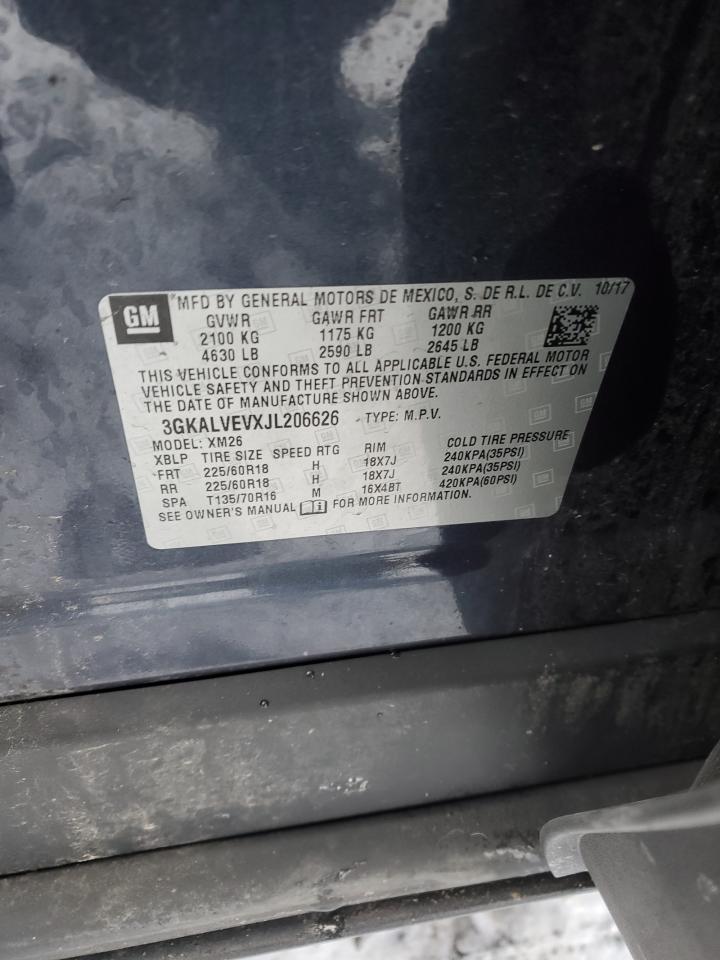 GM MFD BY GENERAL MOTORS DE MEXICO, S. DE R.L. DE C.V. 10/17
GVWR GAWR FRT GAWR RR
2100 KG 1175 KG 1200 KG
4630 LB 2590 LB 2645 LB
THIS VEHICLE CONFORMS TO ALL APPLICABLE U.S. FEDERAL MOTOR
VEHICLE SAFETY AND THEFT PREVENTION STANDARDS IN EFFECT ON
THE DATE OF MANUFACTURE SHOWN ABOVE.
3GKALVEVXJL206626 TYPE: M.P.V.
MODEL: XM26
XBLP TIRE SIZE SPEED RTG RIM COLD TIRE PRESSURE
FRT 225/60R18 H 18X7J 240KPA(35PSI)
RR 225/60R18 H 18X7J 240KPA(35PSI)
SPA T135/70R16 M 16X4BT 420KPA(60PSI)
SEE OWNER'S MANUAL FOR MORE INFORMATION.